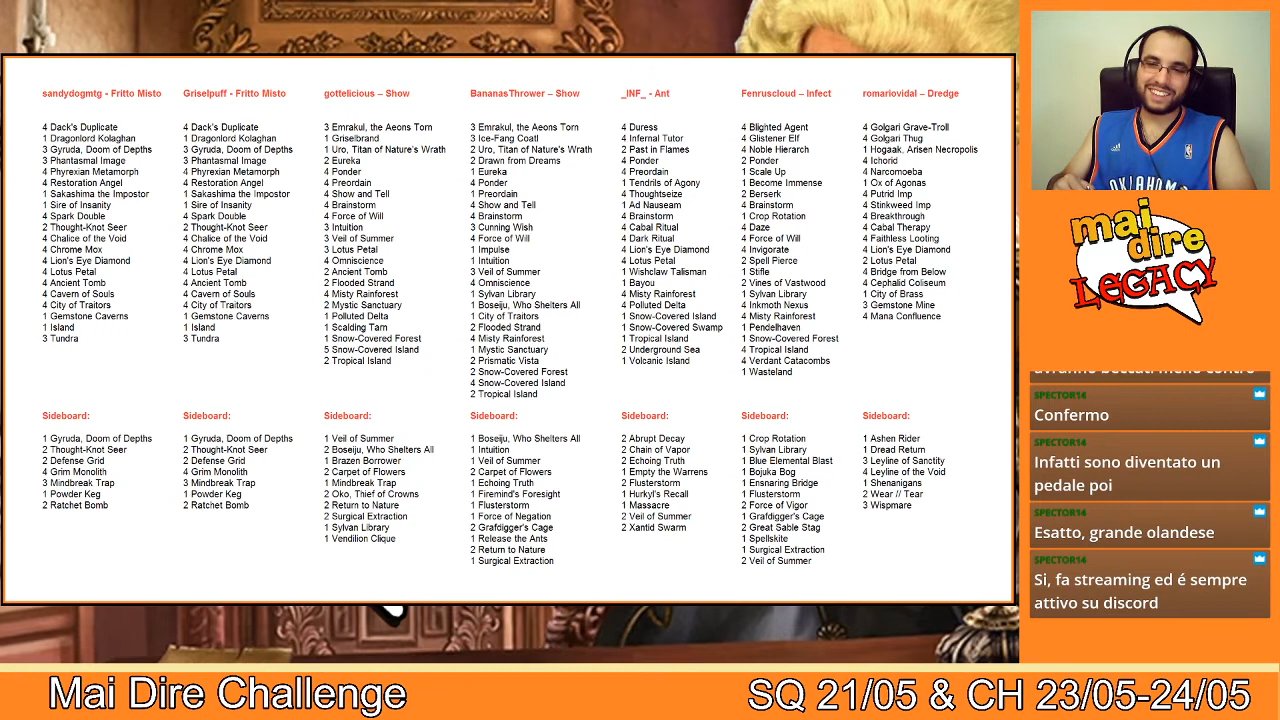 sandydogmtg - Fritto Misto
4 Dack's Duplicate
1 Dragonlord Kolaghan
3 Gyruda, Doom of Depths
3 Phantasmal Image
4 Phyrexian Metamorph
4 Restoration Angel
1 Sakashima the Impostor
1 Sire of Insanity
4 Spark Double
2 Thought-Knot Seer
4 Chalice of the Void
4 Chrome Mox
4 Lion's Eye Diamond
4 Lotus Petal
4 Ancient Tomb
4 Cavern of Souls
4 City of Traitors
1 Gemstone Caverns
1 Island
3 Tundra
Sideboard:
1 Gyruda, Doom of Depths
2 Thought-Knot Seer
2 Defense Grid
4 Grim Monolith
3 Mindbreak Trap
1 Powder Keg
2 Ratchet Bomb
Griselpuff - Fritto Misto
4 Dack's Duplicate
1 Dragonlord Kolaghan
3 Gyruda, Doom of Depths
3 Phantasmal Image
4 Phyrexian Metamorph
4 Restoration Angel
1 Sakashima the Impostor
1 Sire of Insanity
4 Spark Double
2 Thought-Knot Seer
4 Chalice of the Void
4 Chrome Mox
4 Lion's Eye Diamond
4 Lotus Petal
4 Ancient Tomb
4 Cavern of Souls
4 City of Traitors
1 Gemstone Caverns
1 Island
3 Tundra
Sideboard:
1 Gyruda, Doom of Depths
2 Thought-Knot Seer
2 Defense Grid
4 Grim Monolith
3 Mindbreak Trap
1 Powder Keg
2 Ratchet Bomb
gottelicious – Show
3 Emrakul, the Aeons Torn
1 Griselbrand
1 Uro, Titan of Nature's Wrath
2 Eureka
4 Ponder
4 Preordain
4 Show and Tell
4 Brainstorm
4 Force of Will
3 Intuition
3 Veil of Summer
3 Lotus Petal
4 Omniscience
2 Ancient Tomb
2 Flooded Strand
4 Misty Rainforest
2 Mystic Sanctuary
1 Polluted Delta
1 Scalding Tarn
1 Snow-Covered Forest
5 Snow-Covered Island
2 Tropical Island
Sideboard:
1 Veil of Summer
2 Boseiju, Who Shelters All
1 Brazen Borrower
2 Carpet of Flowers
1 Mindbreak Trap
2 Oko, Thief of Crowns
2 Return to Nature
2 Surgical Extraction
1 Sylvan Library
1 Vendilion Clique
BananasThrower – Show
3 Emrakul, the Aeons Torn
3 Ice-Fang Coatl
2 Uro, Titan of Nature's Wrath
2 Drawn from Dreams
1 Eureka
4 Ponder
1 Preordain
4 Show and Tell
4 Brainstorm
3 Cunning Wish
4 Force of Will
1 Impulse
1 Intuition
3 Veil of Summer
4 Omniscience
1 Sylvan Library
1 Boseiju, Who Shelters All
1 City of Traitors
2 Flooded Strand
4 Misty Rainforest
1 Mystic Sanctuary
2 Prismatic Vista
2 Snow-Covered Forest
4 Snow-Covered Island
2 Tropical Island
Sideboard:
1 Boseiju, Who Shelters All
1 Intuition
1 Veil of Summer
2 Carpet of Flowers
1 Echoing Truth
1 Firemind's Foresight
1 Flusterstorm
1 Force of Negation
2 Grafdigger's Cage
1 Release the Ants
2 Return to Nature
1 Surgical Extraction
_INF_ - Ant
4 Duress
4 Infernal Tutor
2 Past in Flames
4 Ponder
4 Preordain
1 Tendrils of Agony
4 Thoughtseize
1 Ad Nauseam
4 Brainstorm
4 Cabal Ritual
4 Dark Ritual
4 Lion's Eye Diamond
4 Lotus Petal
1 Wishclaw Talisman
1 Bayou
4 Misty Rainforest
4 Polluted Delta
1 Snow-Covered Island
1 Snow-Covered Swamp
1 Tropical Island
2 Underground Sea
1 Volcanic Island
Sideboard:
2 Abrupt Decay
2 Chain of Vapor
2 Echoing Truth
1 Empty the Warrens
2 Flusterstorm
1 Hurkyl's Recall
1 Massacre
2 Veil of Summer
2 Xantid Swarm
Fenruscloud – Infect
4 Blighted Agent
4 Glistener Elf
4 Noble Hierarch
2 Ponder
1 Scale Up
1 Become Immense
2 Berserk
4 Brainstorm
1 Crop Rotation
4 Daze
4 Force of Will
4 Invigorate
2 Spell Pierce
1 Stifle
2 Vines of Vastwood
1 Sylvan Library
4 Inkmoth Nexus
4 Misty Rainforest
1 Pendelhaven
1 Snow-Covered Forest
4 Tropical Island
4 Verdant Catacombs
1 Wasteland
Sideboard:
1 Crop Rotation
1 Sylvan Library
1 Blue Elemental Blast
1 Bojuka Bog
1 Ensnaring Bridge
1 Flusterstorm
2 Force of Vigor
1 Grafdigger's Cage
2 Great Sable Stag
1 Spellskite
1 Surgical Extraction
2 Veil of Summer
romariovidal – Dredge
4 Golgari Grave-Troll
1 Golgari Thug
1 Hogaak, Arisen Necropolis
4 Ichorid
4 Narcomoeba
1 Ox of Agonas
4 Putrid Imp
4 Stinkweed Imp
4 Breakthrough
4 Cabal Therapy
4 Faithless Looting
4 Lion's Eye Diamond
2 Lotus Petal
4 Bridge from Below
4 Cephalid Coliseum
1 City of Brass
3 Gemstone Mine
4 Mana Confluence
Sideboard:
1 Ashen Rider
1 Dread Return
3 Leyline of Sanctity
4 Leyline of the Void
1 Shenanigans
2 Wear // Tear
3 Wispmare
OKLAHOMA
mai
dire
LEGACY
SPECTOR14
Confermo
SPECTOR14
Infatti sono diventato un
pedale poi
SPECTOR14
Esatto, grande olandese
SPECTOR14
Si, fa streaming ed é sempre
attivo su discord
Mai Dire Challenge
SQ 21/05 & CH 23/05-24/05